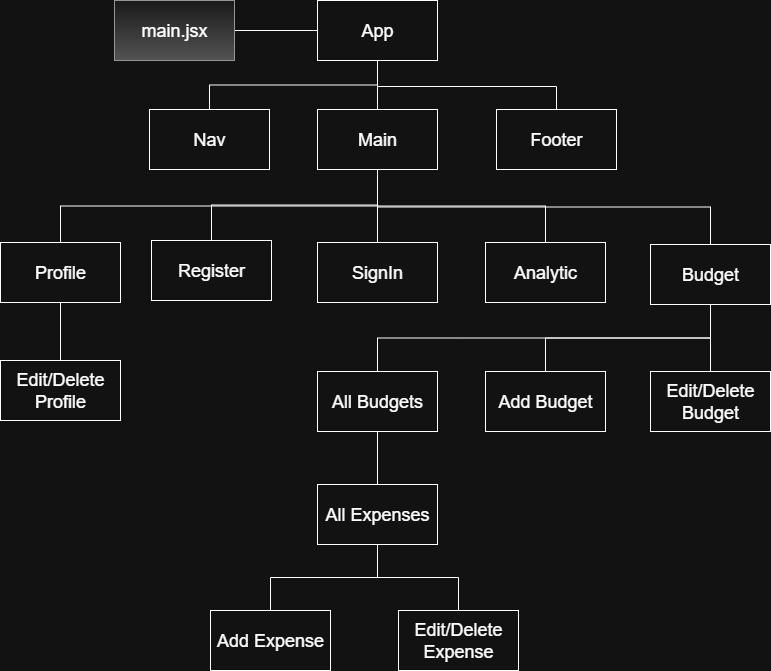 main.jsx
App
Nav
Main
Footer
Profile
Register
SignIn
Analytic
Budget
Edit/Delete
Profile
All Budgets
Add Budget
Edit/Delete
Budget
All Expenses
Add Expense
Edit/Delete
Expense